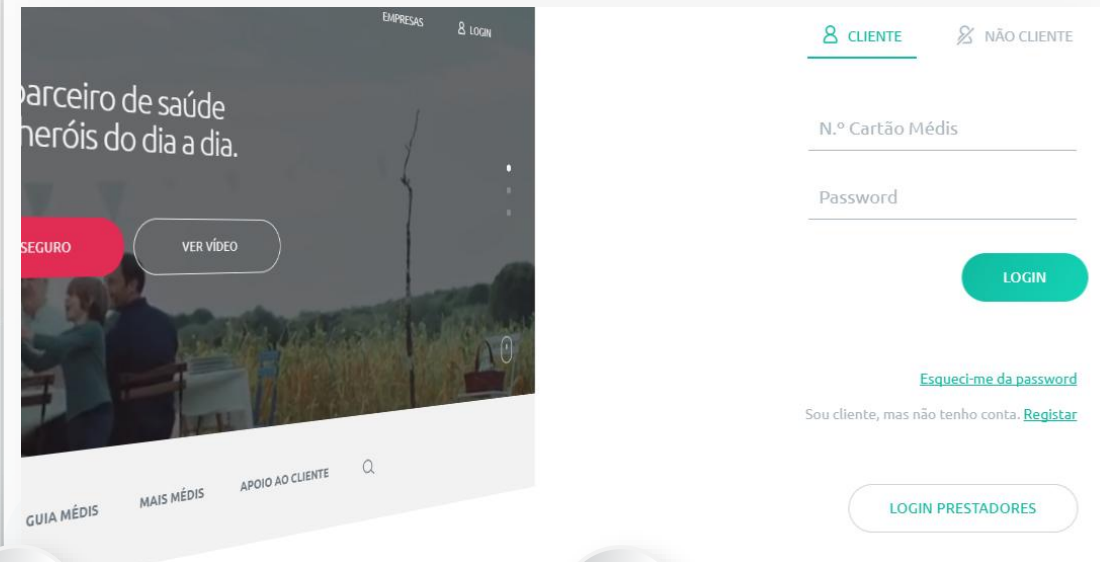 EMPRESAS
LOGIN
parceiro de saúde
heróis do dia a dia.
SEGURO
VER VÍDEO
GUIA MÉDIS
MAIS MÉDIS
APOIO AO CLIENTE
CLIENTE
NÃO CLIENTE
N.º Cartão Médis
Password
LOGIN
Esqueci-me da password
Sou cliente, mas não tenho conta. Registar
LOGIN PRESTADORES